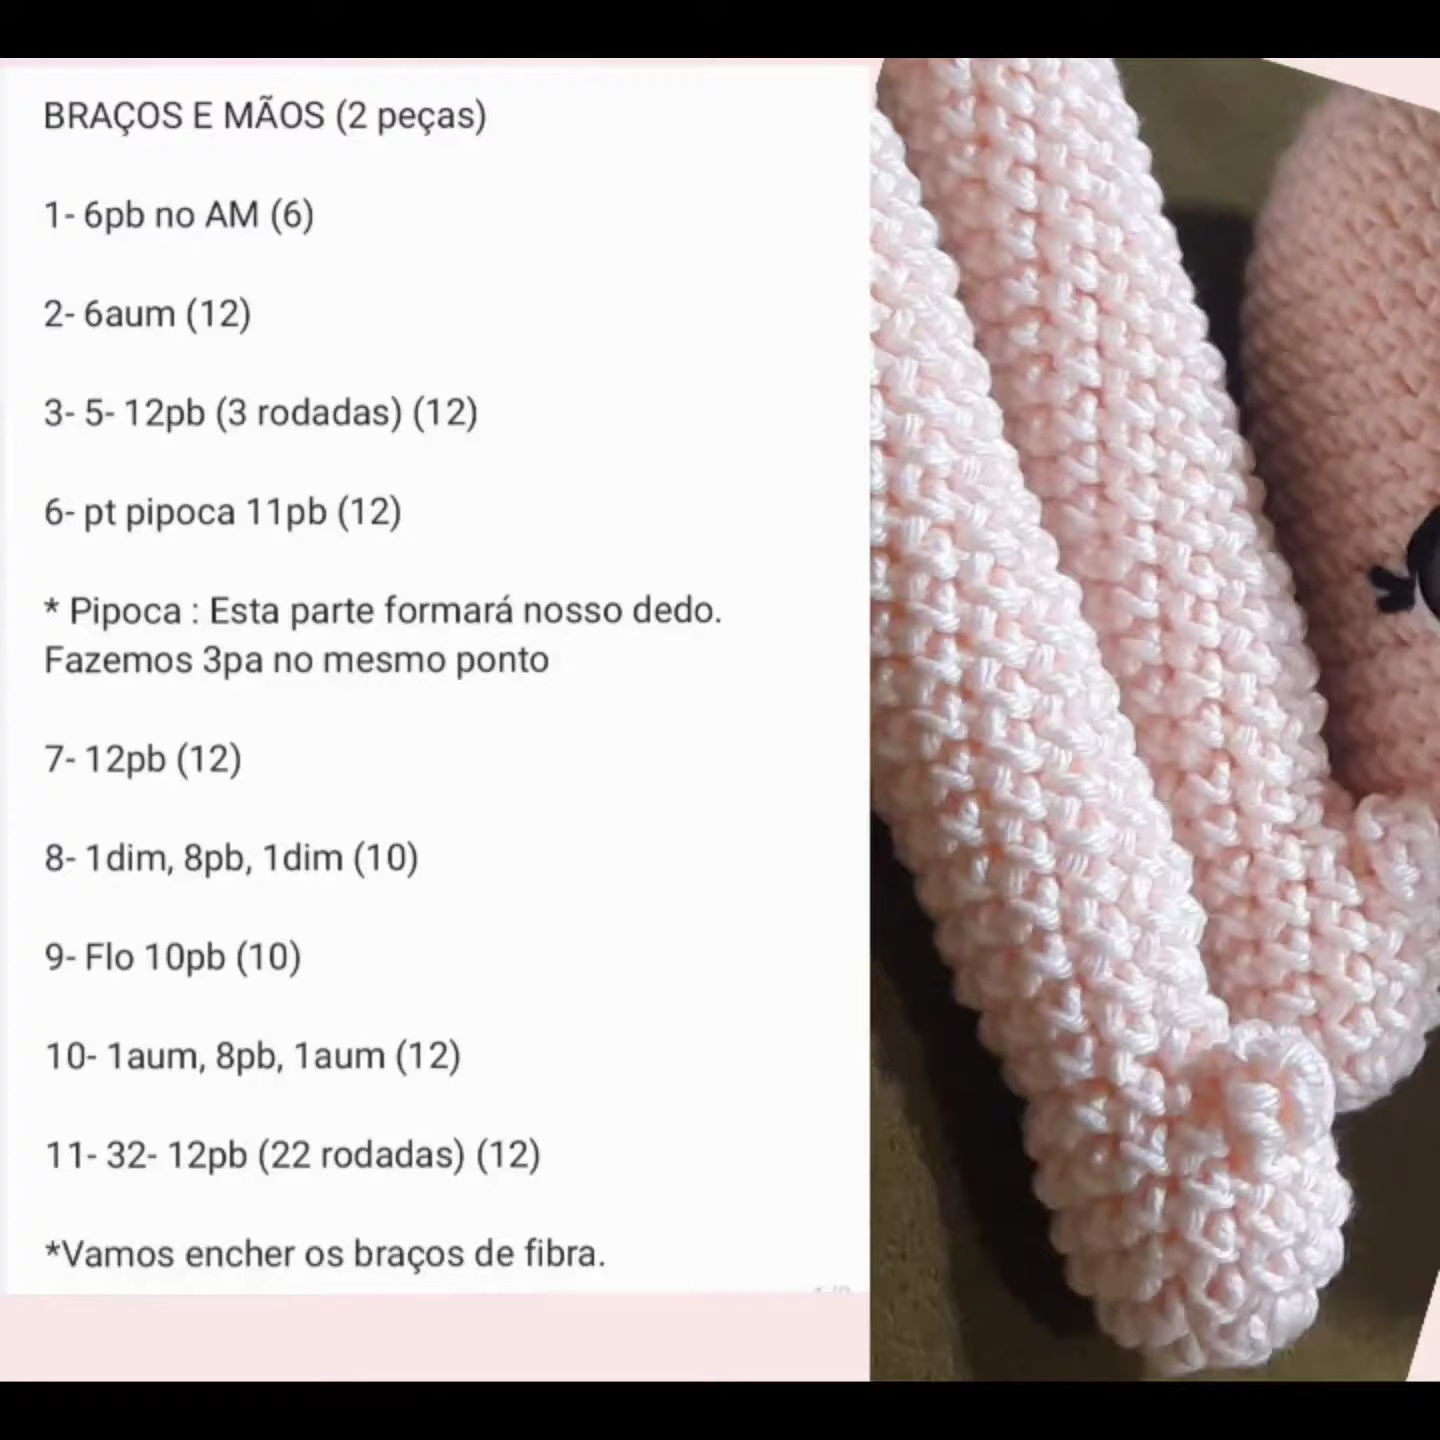 BRAÇOS E MÃOS (2 peças)
1- 6pb no AM (6)
2- 6aum (12)
3- 5- 12pb (3 rodadas) (12)
6- pt pipoca 11pb (12)
* Pipoca : Esta parte formará nosso dedo.
Fazemos 3pa no mesmo ponto
7- 12pb (12)
8- 1dim, 8pb, 1dim (10)
9- Flo 10pb (10)
10- 1aum, 8pb, 1aum (12)
11- 32- 12pb (22 rodadas) (12)
*Vamos encher os braços de fibra.